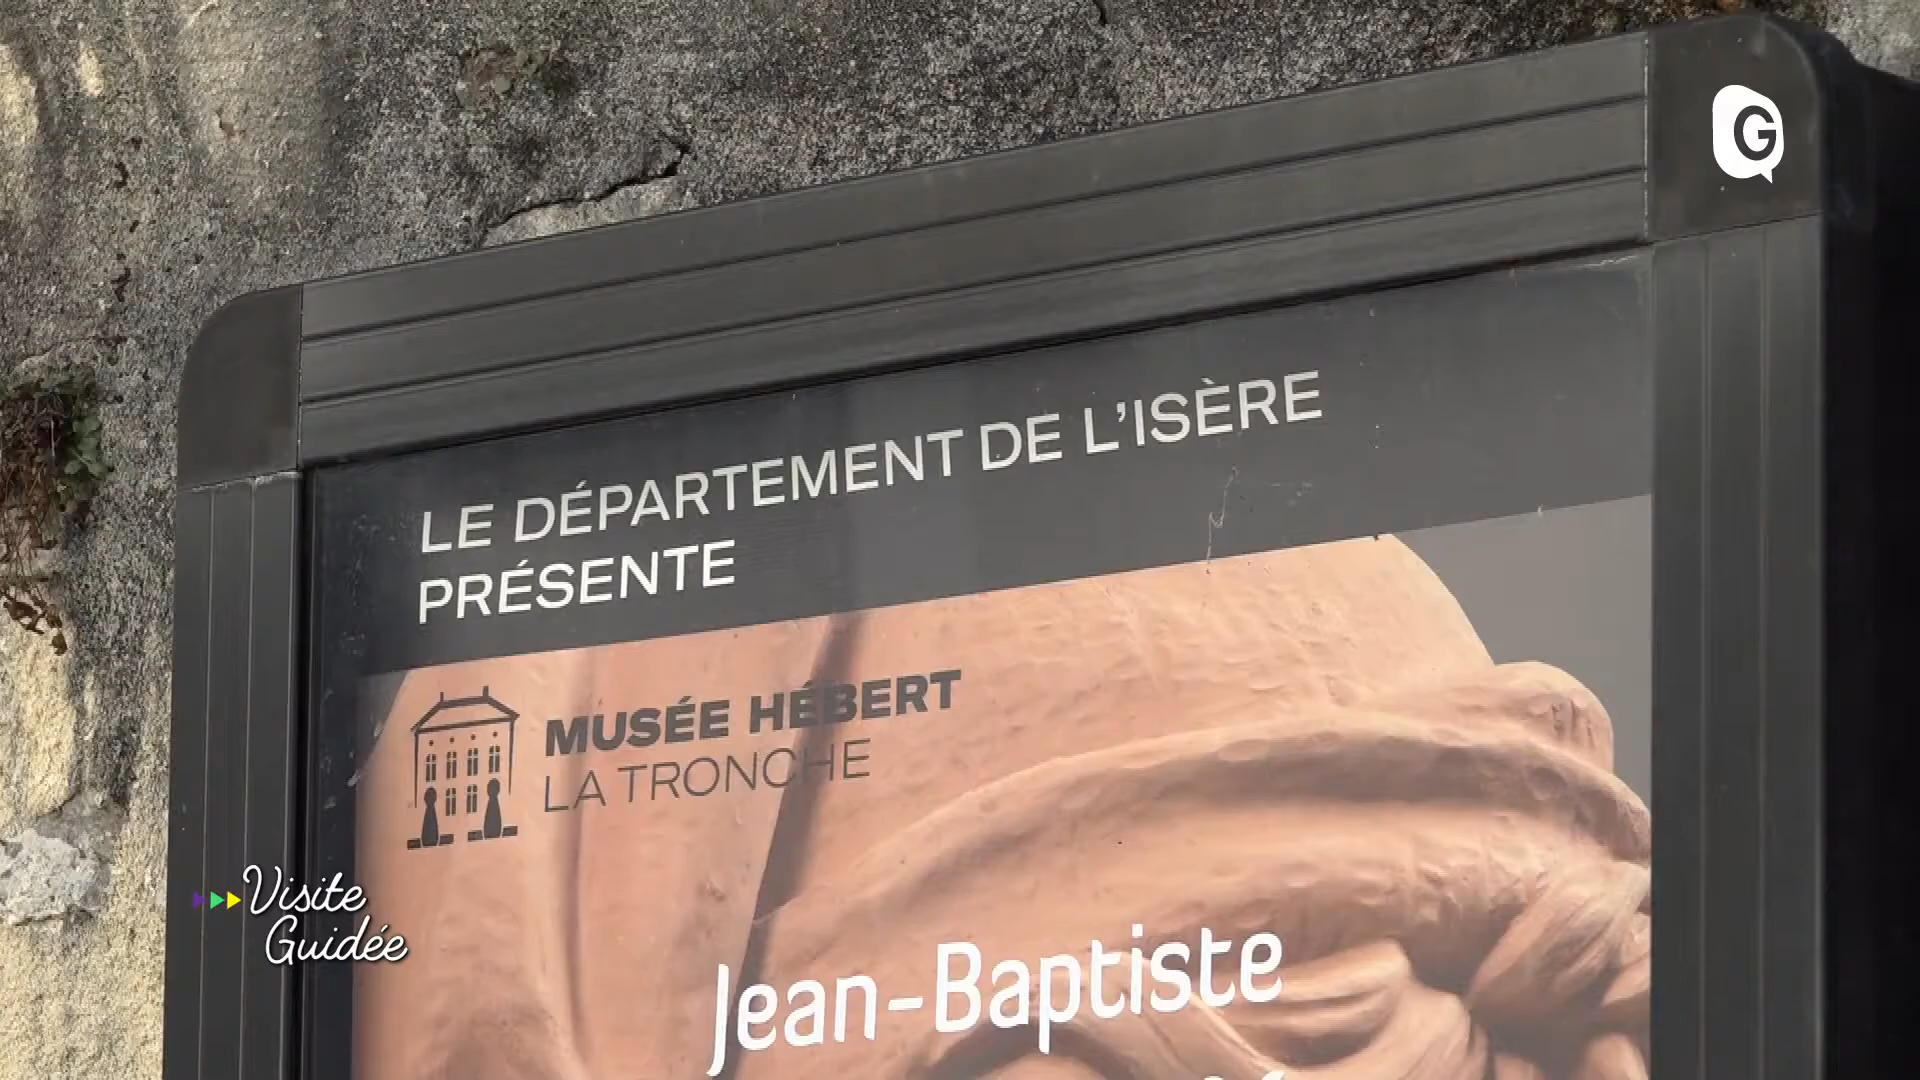 G
LE DÉPARTEMENT DE L'ISÈRE
PRÉSENTE
MUSÉE HÉBERT
LA TRONCHE
Visite
Guidée
Jean-Baptiste